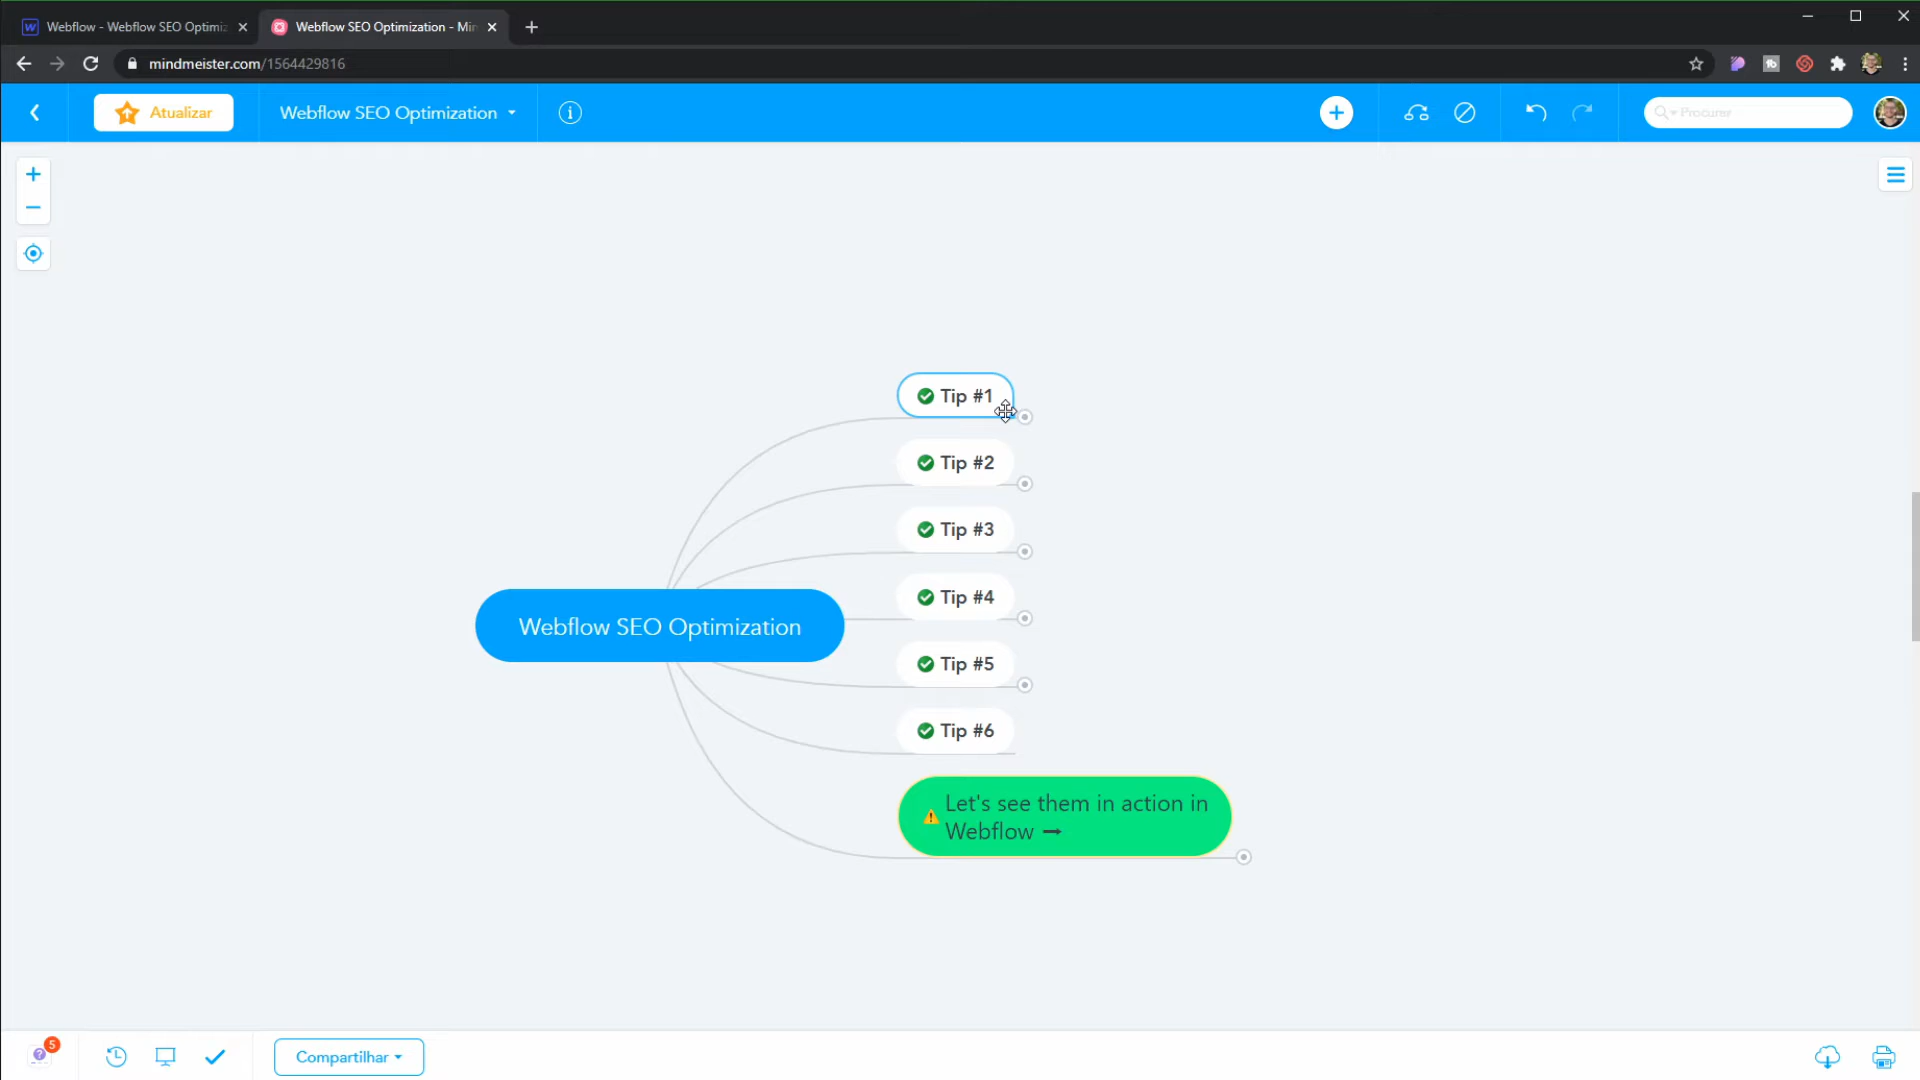 Webflow - Webflow SEO Optimiz
Webflow SEO Optimization - Min
mindmeister.com/1564429816
Atualizar
Webflow SEO Optimization
Procurer
Tip #1
Tip #2
Tip #3
Tip #4
Tip #5
Tip #6
Webflow SEO Optimization
Let's see them in action in
Webflow →
5
Compartilhar